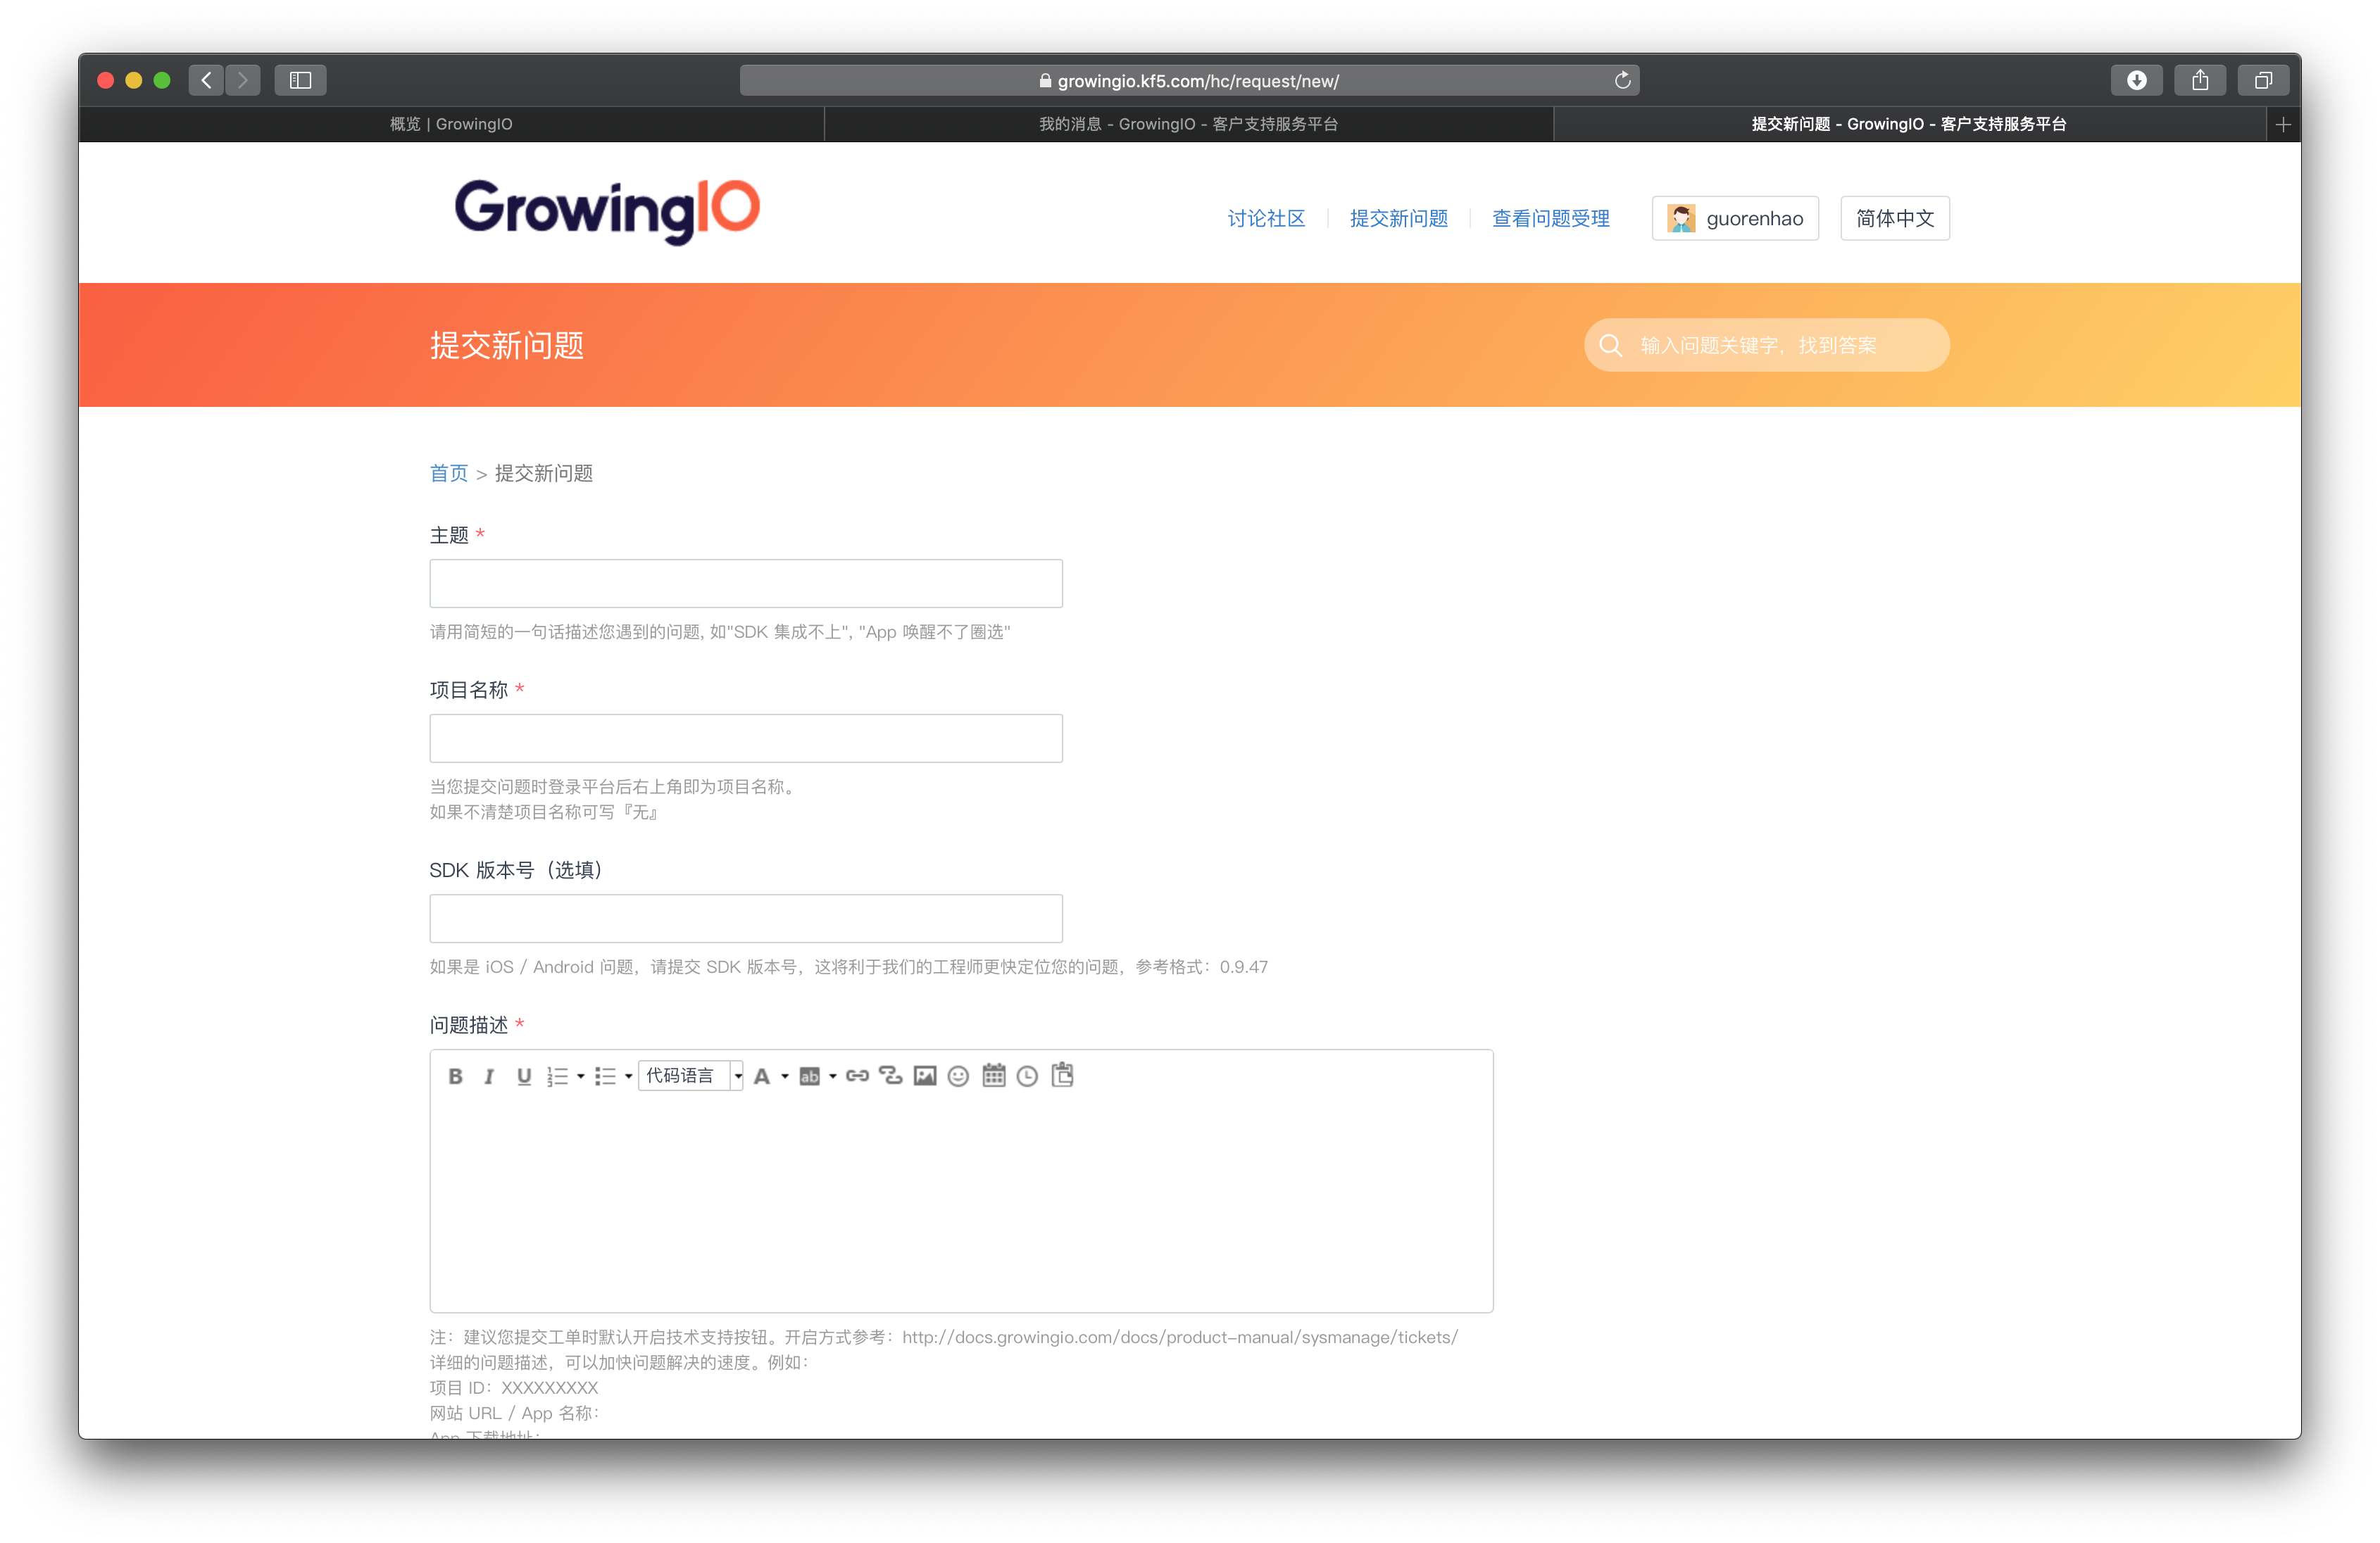 growingio.kf5.com/hc/request/new/
概览 | GrowingIO
我的消息 - GrowingIO - 客户支持服务平台
提交新问题 - GrowingIO - 客户支持服务平台
GrowingIO
讨论社区
提交新问题
查看问题受理
guorenhao
简体中文
提交新问题
输入问题关键字，找到答案
首页 > 提交新问题
主题 *
请用简短的一句话描述您遇到的问题, 如"SDK 集成不上", "App 唤醒不了圈选"
项目名称 *
当您提交问题时登录平台后右上角即为项目名称。
如果不清楚项目名称可写『无』
SDK 版本号（选填）
如果是 iOS / Android 问题，请提交 SDK 版本号，这将利于我们的工程师更快定位您的问题，参考格式：0.9.47
问题描述 *
B I U 代码语言 A ab
注：建议您提交工单时默认开启技术支持按钮。开启方式参考：http://docs.growingio.com/docs/product-manual/sysmanage/tickets/
详细的问题描述，可以加快问题解决的速度。例如：
项目 ID：XXXXXXXXX
网站 URL / App 名称：
App 下载地址：